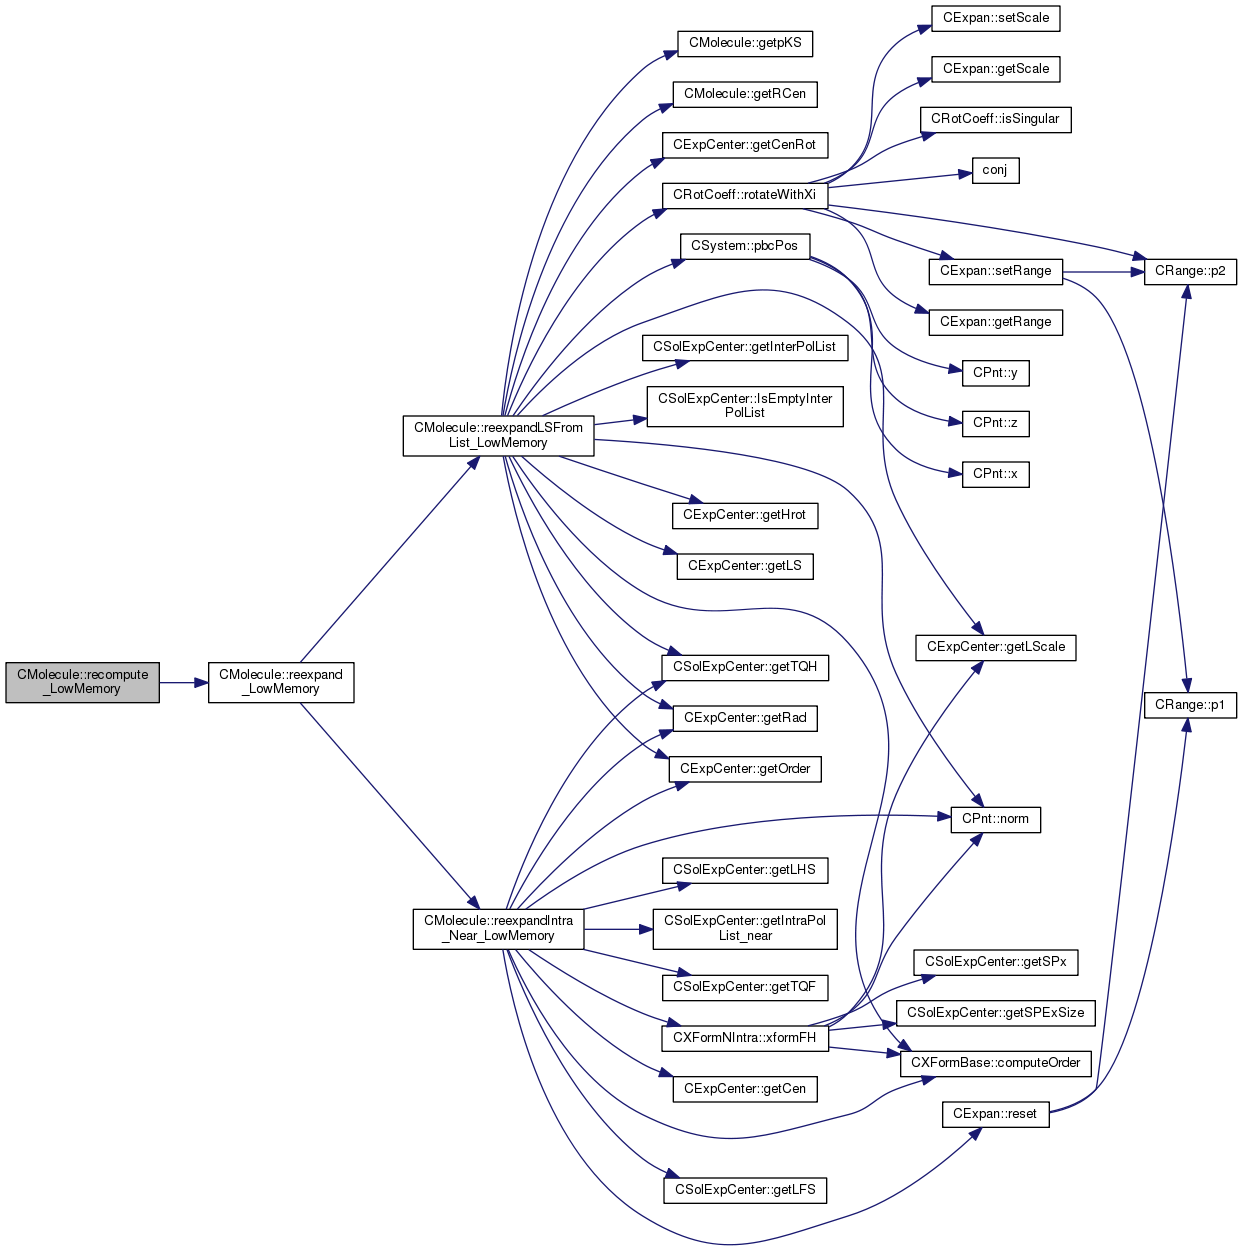 CExpan::setScale
CMolecule::getpKS
CExpan::getScale
CMolecule::getRCen
CRotCoeff::isSingular
CExpCenter::getCenRot
conj
CRotCoeff::rotateWithXi
CSystem::pbcPos
CExpan::setRange
CRange::p2
CExpan::getRange
CSolExpCenter::getInterPolList
CPnt::y
CSolExpCenter::IsEmptyInter
PolList
CPnt::z
CMolecule::reexpandLSFrom
List_LowMemory
CPnt::x
CExpCenter::getHrot
CExpCenter::getLS
CExpCenter::getLScale
CSolExpCenter::getTQH
CMolecule::recompute
_LowMemory
CMolecule::reexpand
_LowMemory
CExpCenter::getRad
CRange::p1
CExpCenter::getOrder
CPnt::norm
CSolExpCenter::getLHS
CMolecule::reexpandIntra
_Near_LowMemory
CSolExpCenter::getIntraPol
List_near
CSolExpCenter::getSPx
CSolExpCenter::getTQF
CSolExpCenter::getSPExSize
CXFormNIntra::xformFH
CXFormBase::computeOrder
CExpCenter::getCen
CExpan::reset
CSolExpCenter::getLFS